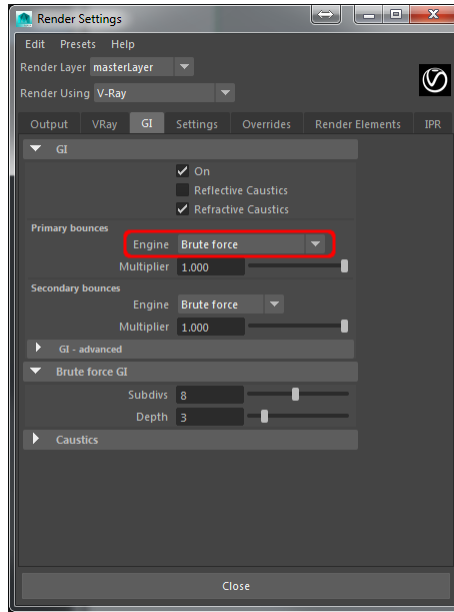 Render Settings
Edit Presets Help
Render Layer masterLayer
Render Using V-Ray
Output VRay GI Settings Overrides Render Elements IPR
GI
On
Reflective Caustics
Refractive Caustics
Primary bounces
Engine Brute force
Multiplier 1.000
Secondary bounces
Engine Brute force
Multiplier 1.000
GI - advanced
Brute force GI
Subdivs 8
Depth 3
Caustics
Close